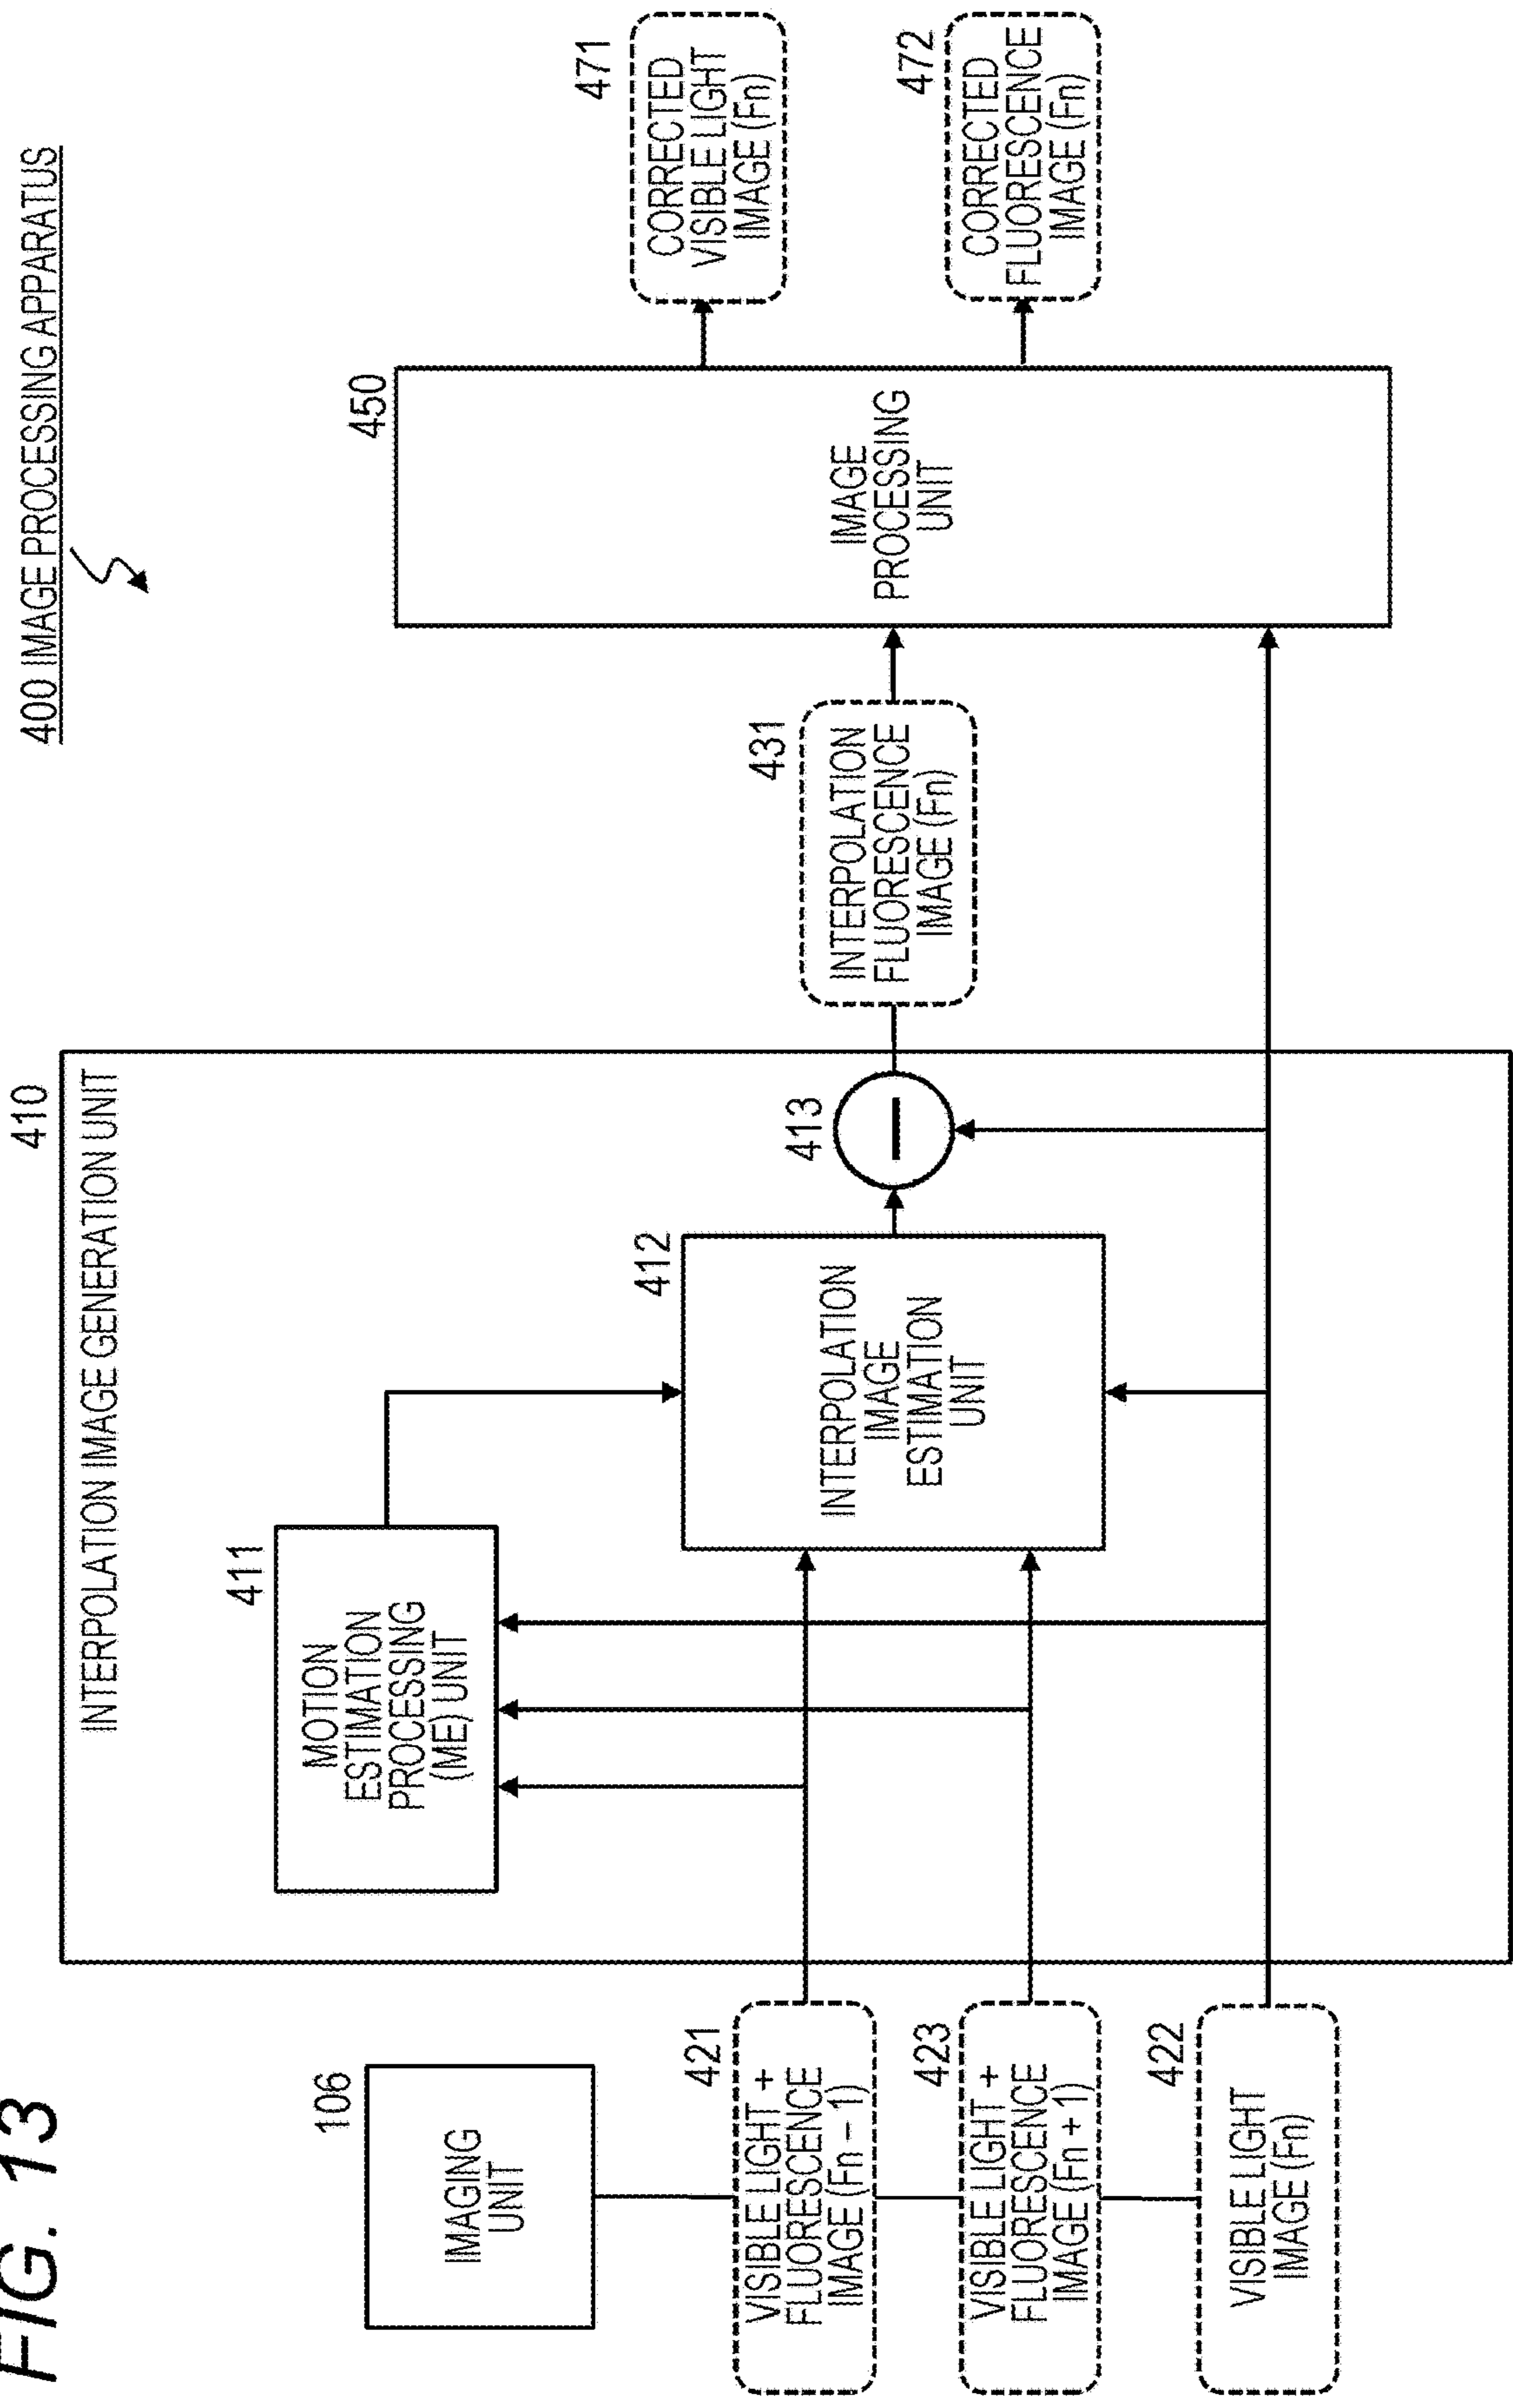 FIG. 13
400 IMAGE PROCESSING APPARATUS
410
INTERPOLATION IMAGE GENERATION UNIT
106
IMAGING
UNIT
411
MOTION
ESTIMATION
PROCESSING
(ME) UNIT
421
VISIBLE LIGHT +
FLUORESCENCE
IMAGE (Fn – 1)
423
VISIBLE LIGHT +
FLUORESCENCE
IMAGE (Fn + 1)
422
VISIBLE LIGHT
IMAGE (Fn)
412
INTERPOLATION
IMAGE
ESTIMATION
UNIT
413
–
431
INTERPOLATION
FLUORESCENCE
IMAGE (Fn)
450
IMAGE
PROCESSING
UNIT
471
CORRECTED
VISIBLE LIGHT
IMAGE (Fn)
472
CORRECTED
FLUORESCENCE
IMAGE (Fn)